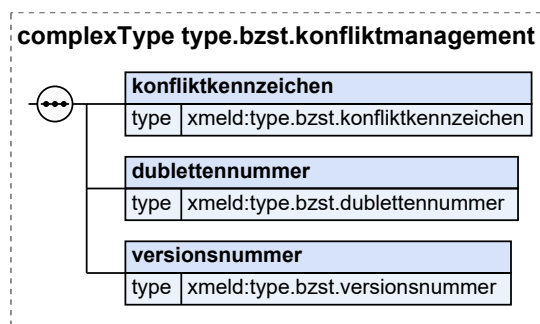 complexType type.bzst.konfliktmanagement
konfliktkennzeichen
type xmeld:type.bzst.konfliktkennzeichen
dublettennummer
type xmeld:type.bzst.dublettennummer
versionsnummer
type xmeld:type.bzst.versionsnummer